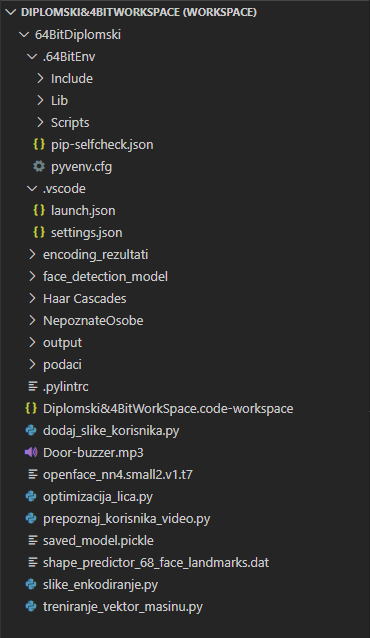 DIPLOMSKI&4BITWORKSPACE (WORKSPACE)
64BitDiplomski
.64BitEnv
Include
Lib
Scripts
pip-selfcheck.json
pyvenv.cfg
.vscode
launch.json
settings.json
encoding_rezultati
face_detection_model
Haar Cascades
NepoznateOsobe
output
podaci
.pylintrc
Diplomski&4BitWorkSpace.code-workspace
dodaj_slike_korisnika.py
Door-buzzer.mp3
openface_nn4.small2.v1.t7
optimizacija_lica.py
prepoznaj_korisnika_video.py
saved_model.pickle
shape_predictor_68_face_landmarks.dat
slike_enkodiranje.py
treniranje_vektor_masinu.py